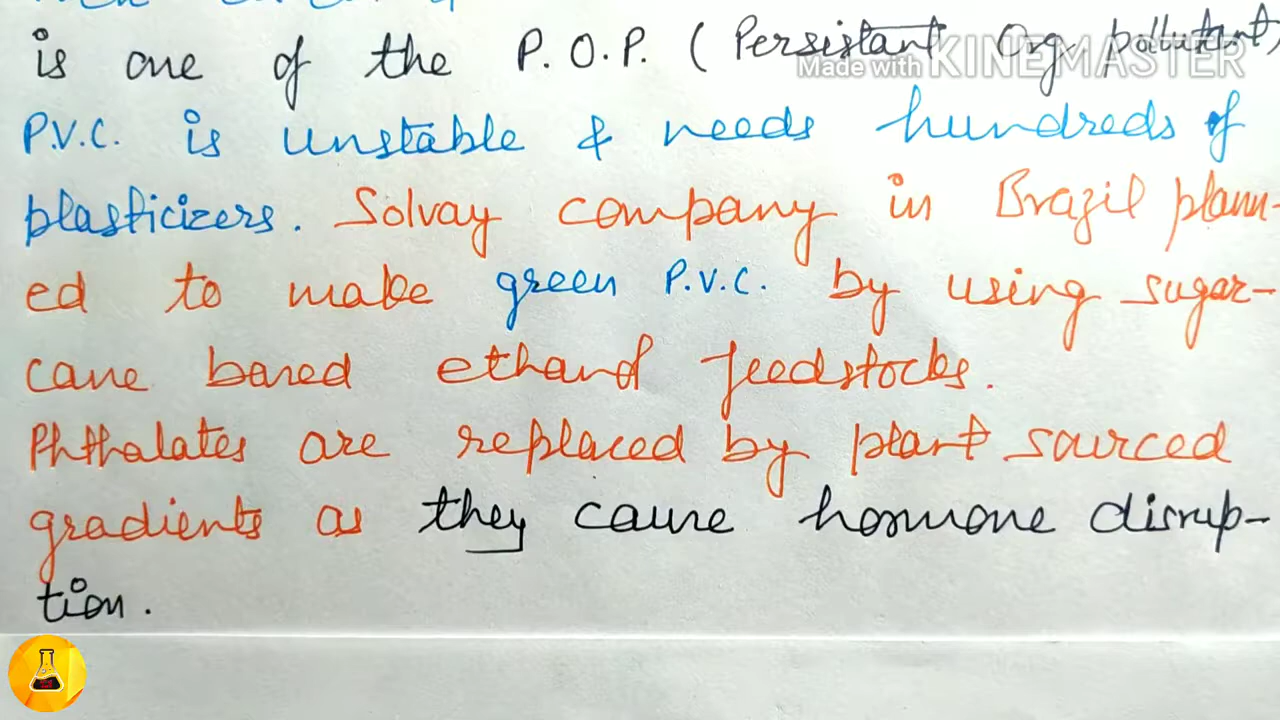 is one of the P.O.P. (Persistant Org. pollutant)
Made with KINEMASTER
P.V.C. is unstable & needs hundreds of
plasticizers. Solvay company in Brazil plann-
ed to make green P.V.C. by using sugar-
cane based ethanol feedstocks.
Phthalates are replaced by plant sourced
gradients as they cause hormone disrup-
tion.